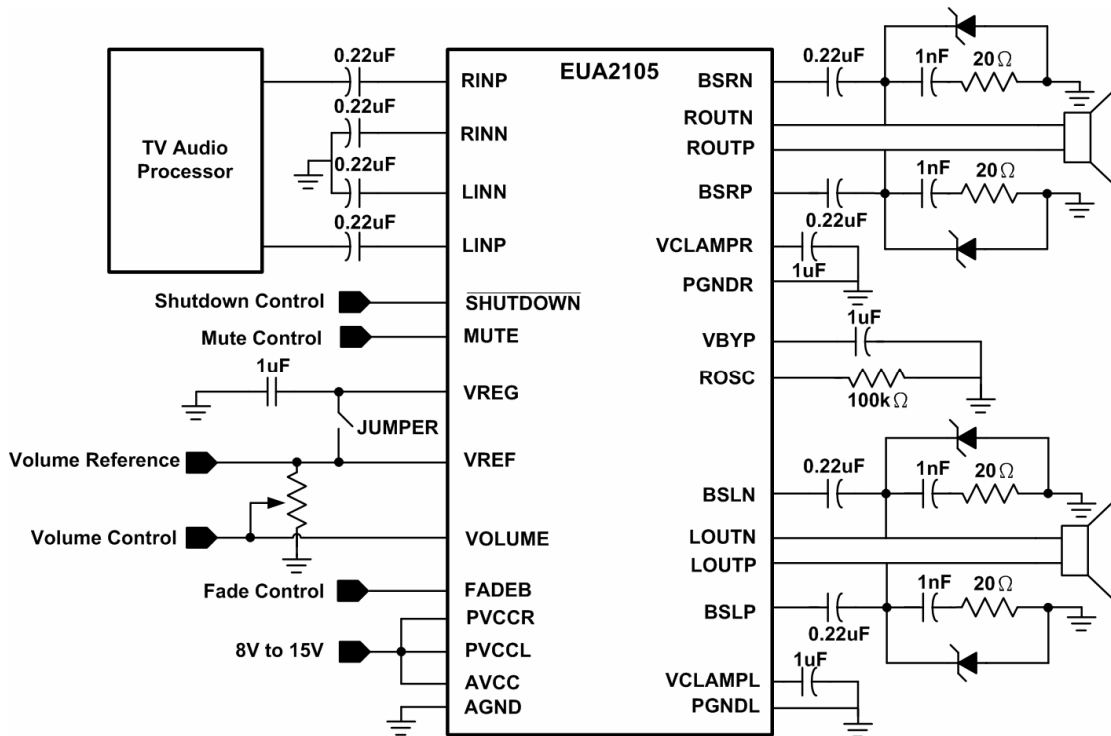 EUA2105
TV Audio
Processor
0.22uF
0.22uF
0.22uF
0.22uF
RINP
RINN
LINN
LINP
Shutdown Control
SHUTDOWN
Mute Control
MUTE
1uF
VREG
JUMPER
Volume Reference
VREF
Volume Control
VOLUME
Fade Control
FADEB
PVCCR
8V to 15V
PVCCL
AVCC
AGND
BSRN
0.22uF
1nF
20Ω
ROUTN
ROUTP
BSRP
1nF
20Ω
0.22uF
VCLAMPR
1uF
PGNDR
1uF
VBYP
ROSC
100kΩ
0.22uF
1nF
20Ω
BSLN
LOUTN
LOUTP
1nF
20Ω
BSLP
0.22uF
1uF
VCLAMPL
PGNDL